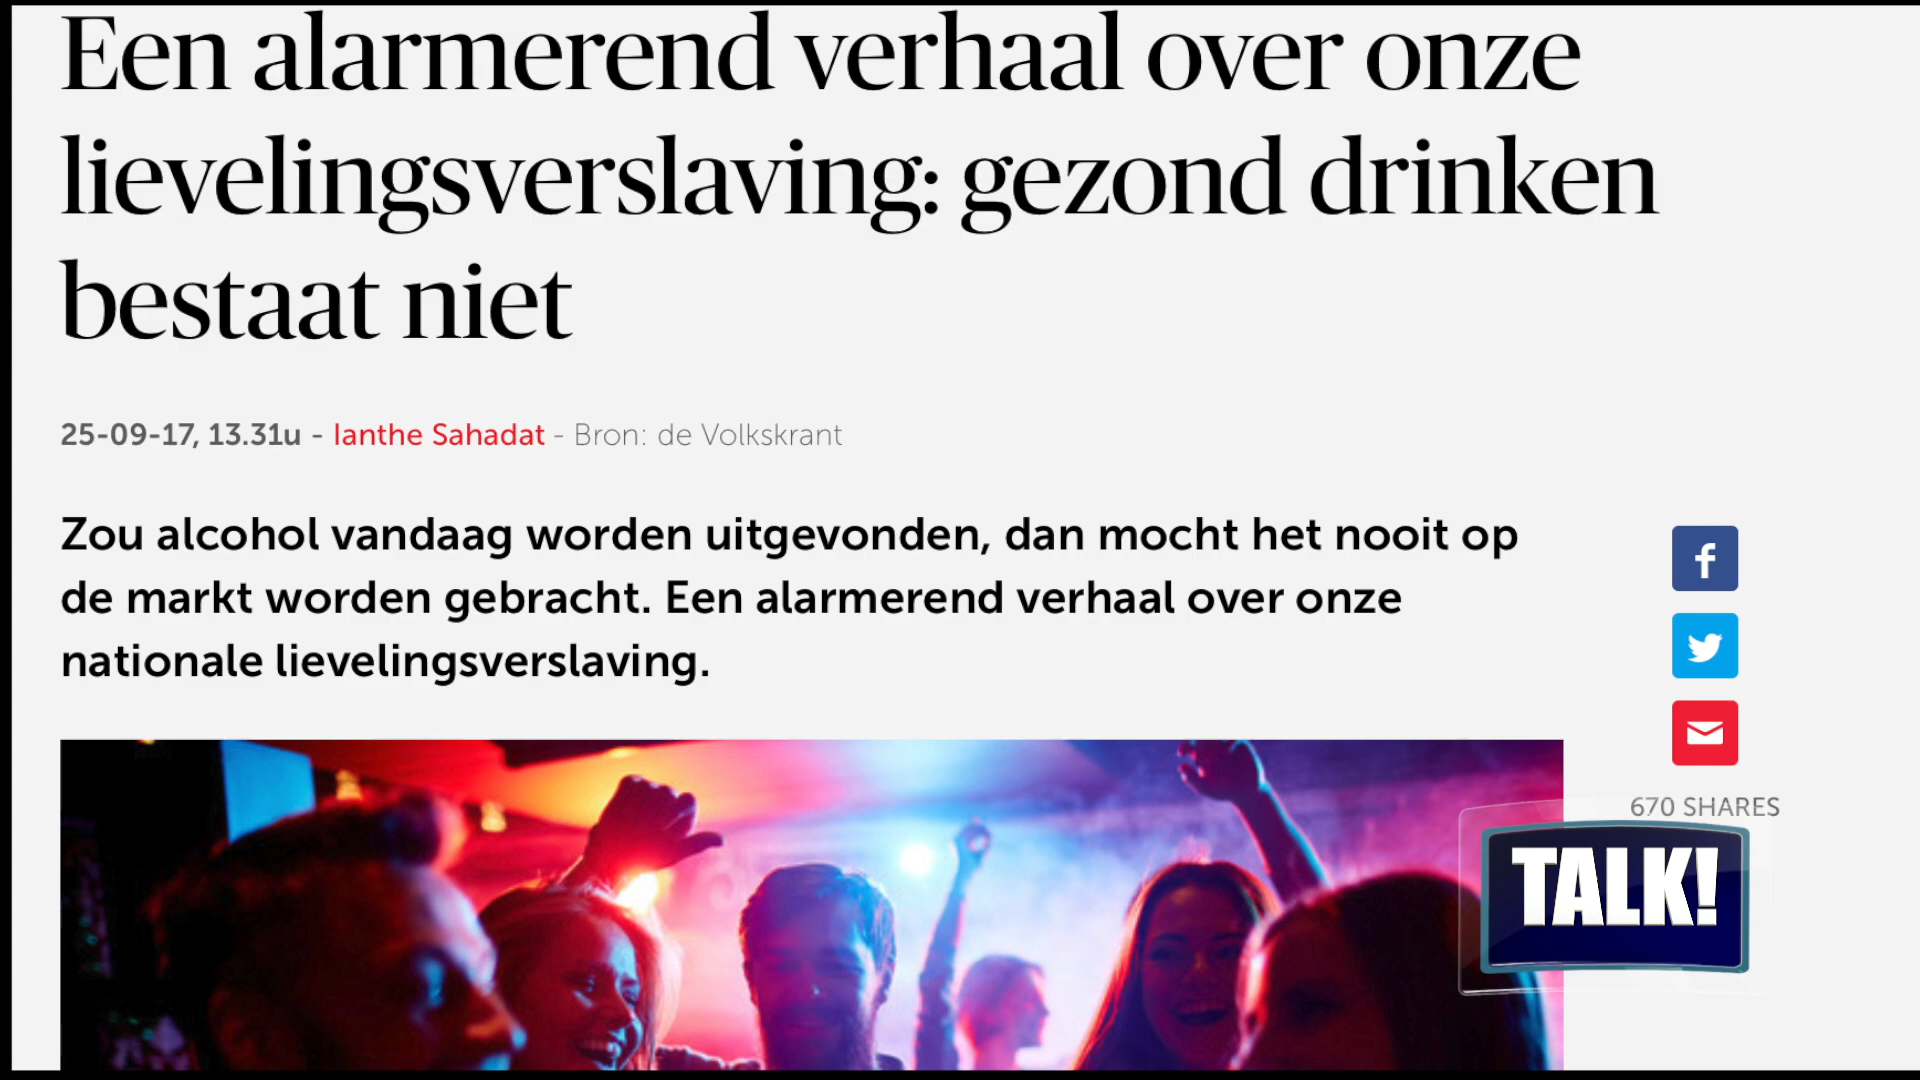 Een alarmerend verhaal over onze
lievelingsverslaving: gezond drinken
bestaat niet
25-09-17, 13.31u - Ianthe Sahadat - Bron: de Volkskrant
Zou alcohol vandaag worden uitgevonden, dan mocht het nooit op
de markt worden gebracht. Een alarmerend verhaal over onze
nationale lievelingsverslaving.
670 SHARES
TALK!